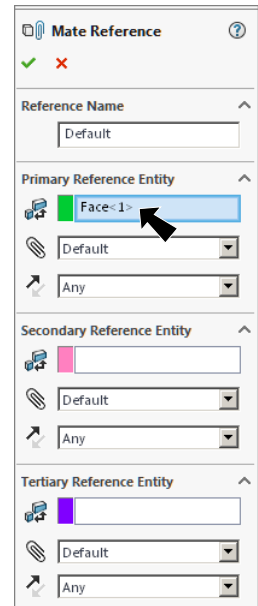 Mate Reference
Reference Name
Default
Primary Reference Entity
Face<1>
Default
Any
Secondary Reference Entity
Default
Any
Tertiary Reference Entity
Default
Any